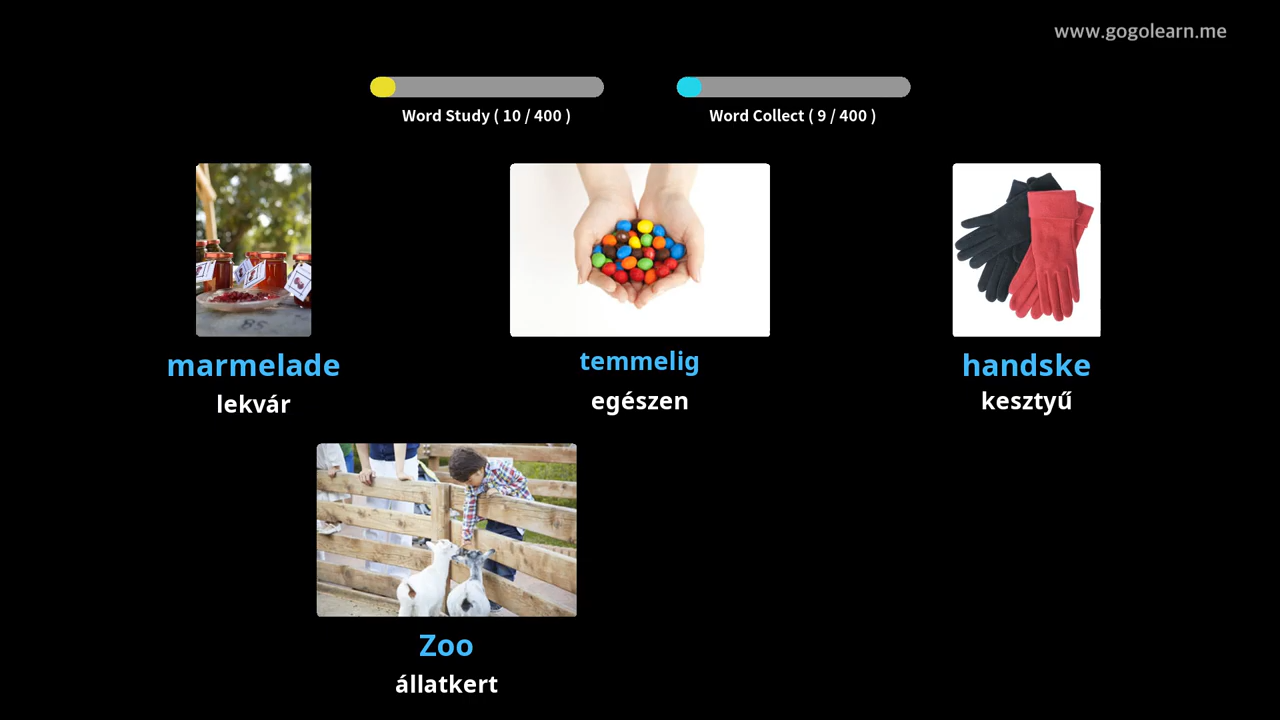 www.gogolearn.me
Word Study ( 10 / 400 )
Word Collect ( 9 / 400 )
marmelade
temmelig
handske
lekvár
egészen
kesztyű
Zoo
állatkert